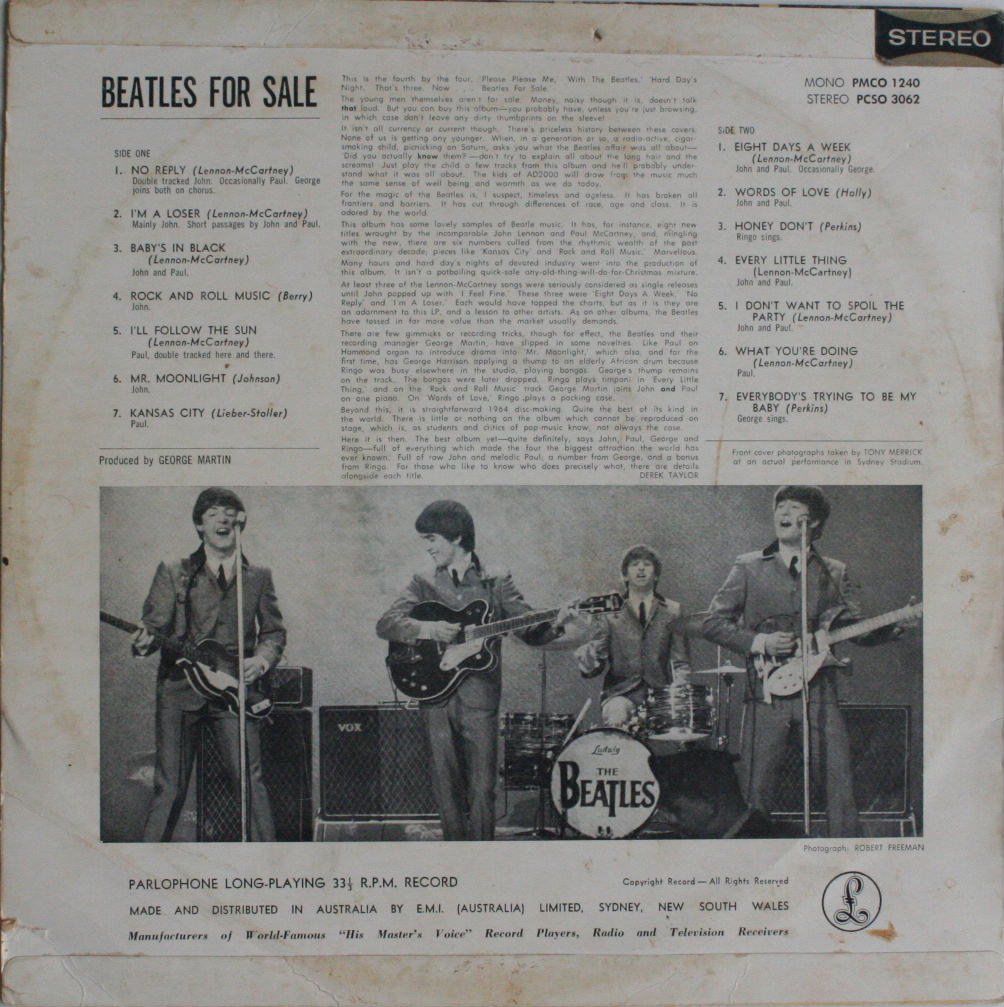 STEREO
BEATLES FOR SALE
SIDE ONE
1. NO REPLY (Lennon-McCartney)
Double tracked John. Occasionally Paul. George
joins both on chorus.
2. I'M A LOSER (Lennon-McCartney)
Mainly John. Short passages by John and Paul.
3. BABY'S IN BLACK
(Lennon-McCartney)
John and Paul.
4. ROCK AND ROLL MUSIC (Berry)
John.
5. I'LL FOLLOW THE SUN
(Lennon-McCartney)
Paul, double tracked here and there.
6. MR. MOONLIGHT (Johnson)
John.
7. KANSAS CITY (Lieber-Stoller)
Paul.
Produced by GEORGE MARTIN
This is the fourth by the four. 'Please Please Me,' 'With The Beatles,' 'Hard Day's
Night.' That's three. Now . . . 'Beatles For Sale.'
The young men themselves aren't for sale. Money, noisy though it is, doesn't talk
that loud. But you can buy this album—you probably have, unless you're just browsing,
in which case don't leave any dirty thumbprints on the sleeve!
It isn't all currency or current though. There's priceless history between these covers.
None of us is getting any younger. When, in a generation or so, a radio-active, cigar-
smoking child, picnicking on Saturn, asks you what the Beatles affair was all about—
'Did you actually know them?'—don't try to explain all about the long hair and the
screams! Just play the child a few tracks from this album and he'll probably under-
stand what it was all about. The kids of AD2000 will draw from the music much
the same sense of well being and warmth as we do today.
For the magic of the Beatles is, I suspect, timeless and ageless. It has broken all
frontiers and barriers. It has cut through differences of race, age and class. It is
adored by the world.
This album has some lovely samples of Beatle music. It has, for instance, eight new
titles wrought by the incomparable John Lennon and Paul McCartney, and, mingling
with the new, there are six numbers culled from the rhythmic wealth of the past
extraordinary decade; pieces like 'Kansas City' and 'Rock and Roll Music.' Marvellous.
Many hours and hard day's nights of devoted industry went into the production of
this album. It isn't a potboiling quick-sale any-old-thing-will-do-for-Christmas mixture.
At least three of the Lennon-McCartney songs were seriously considered as single releases
until John popped up with 'I Feel Fine.' These three were 'Eight Days A Week,' 'No
Reply' and 'I'm A Loser.' Each would have topped the charts, but as it is they are
an adornment to this LP, and a lesson to other artists. As on other albums, the Beatles
have tossed in far more value than the market usually demands.
There are few gimmicks or recording tricks, though for effect, the Beatles and their
recording manager George Martin, have slipped in some novelties. Like Paul on
Hammond organ to introduce drama into 'Mr. Moonlight,' which also, and for the
first time, has George Harrison applying a thump to an elderly African drum because
Ringo was busy elsewhere in the studio, playing bongos. George's thump remains
on the track. The bongos were later dropped. Ringo plays timpani in 'Every Little
Thing,' and on the 'Rock and Roll Music' track George Martin joins John and Paul
on one piano. On 'Words of Love,' Ringo plays a packing case.
Beyond this, it is straightforward 1964 disc-making. Quite the best of its kind in
the world. There is little or nothing on the album which cannot be reproduced on
stage, which is, as students and critics of pop-music know, not always the case.
Here it is then. The best album yet—quite definitely, says John, Paul, George and
Ringo—full of everything which made the four the biggest attraction the world has
ever known. Full of raw John and melodic Paul; a number from George, and a bonus
from Ringo. For those who like to know who does precisely what, there are details
alongside each title. DEREK TAYLOR
MONO PMCO 1240
STEREO PCSO 3062
SIDE TWO
1. EIGHT DAYS A WEEK
(Lennon-McCartney)
John and Paul. Occasionally George.
2. WORDS OF LOVE (Holly)
John and Paul.
3. HONEY DON'T (Perkins)
Ringo sings.
4. EVERY LITTLE THING
(Lennon-McCartney)
John and Paul.
5. I DON'T WANT TO SPOIL THE
PARTY (Lennon-McCartney)
John and Paul.
6. WHAT YOU'RE DOING
(Lennon-McCartney)
Paul.
7. EVERYBODY'S TRYING TO BE MY
BABY (Perkins)
George sings.
Front cover photographs taken by TONY MERRICK
at an actual performance in Sydney Stadium.
VOX
Ludwig
THE
BEATLES
Photograph: ROBERT FREEMAN
PARLOPHONE LONG-PLAYING 33⅓ R.P.M. RECORD
Copyright Record — All Rights Reserved
MADE AND DISTRIBUTED IN AUSTRALIA BY E.M.I. (AUSTRALIA) LIMITED, SYDNEY, NEW SOUTH WALES
Manufacturers of World-Famous "His Master's Voice" Record Players, Radio and Television Receivers
£